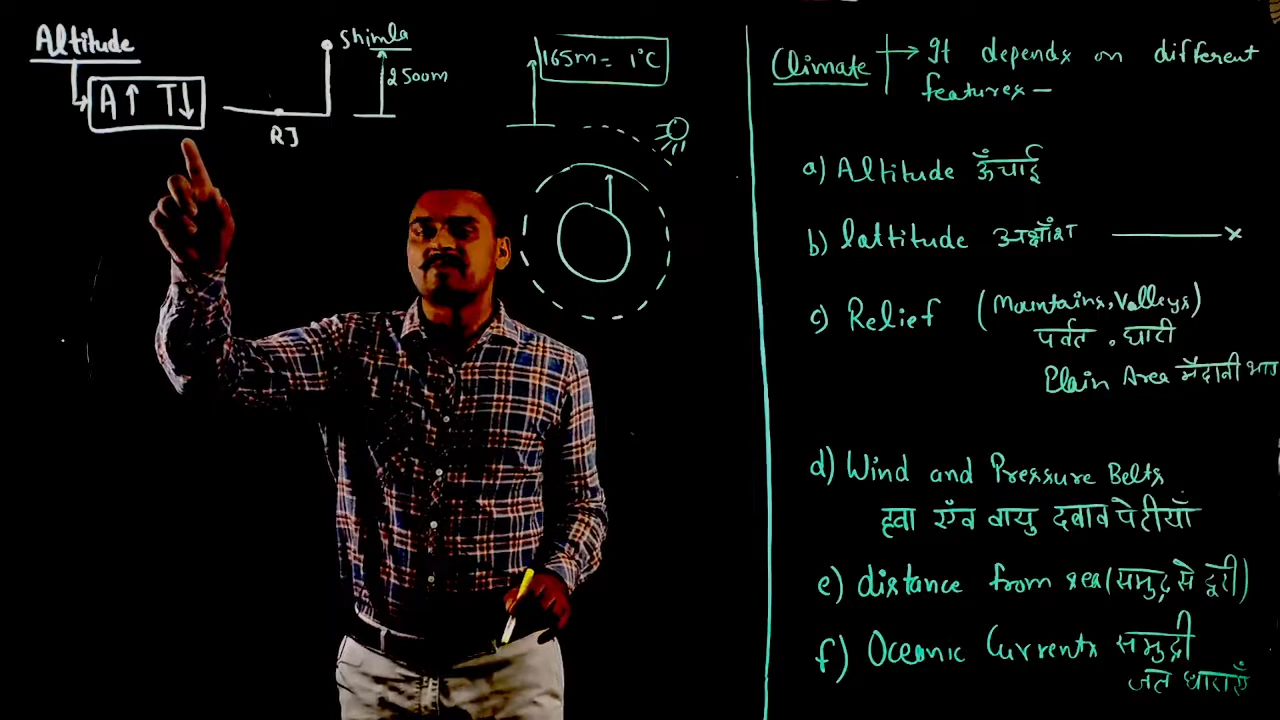 Altitude
A↑ T↓
Shimla
2500m
RJ
165m = 1°C
Climate → It depends on different
features –
a) Altitude ऊँचाई
b) lattitude अक्षाँश ——× 
c) Relief (Mountains, Valleys)
पर्वत , घाटी
Plain Area मैदानी भाग
d) Wind and Pressure Belts
हवा एँव वायु दबाव पेटीयाँ
e) distance from sea (समुद्र से दूरी)
f) Oceanic Currents समुद्री
जल धाराएँ